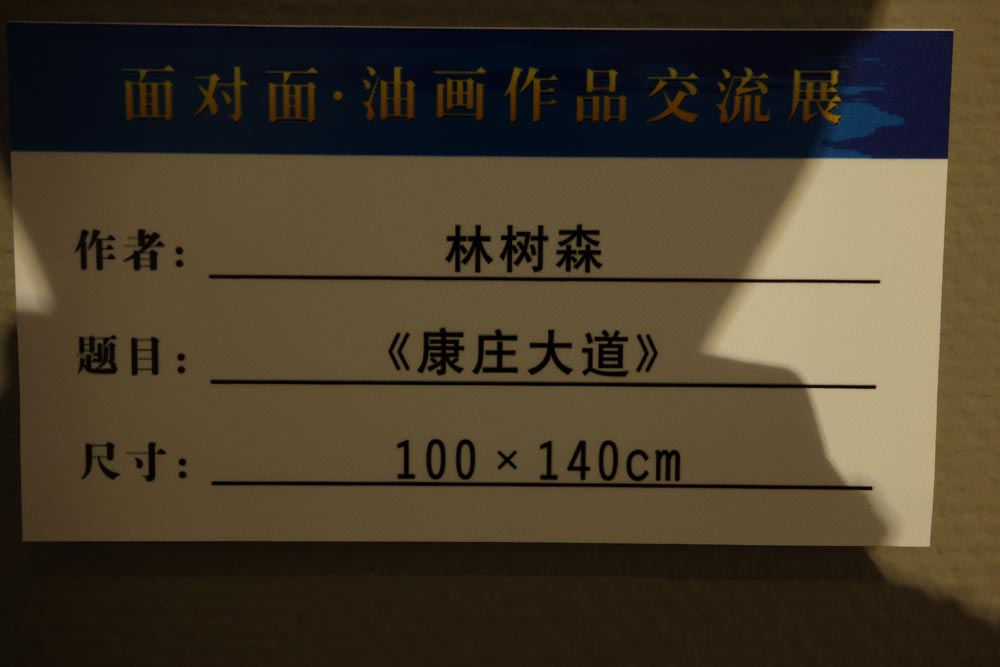 面对面·油画作品交流展
作者：林树森
题目：《康庄大道》
尺寸：100×140cm